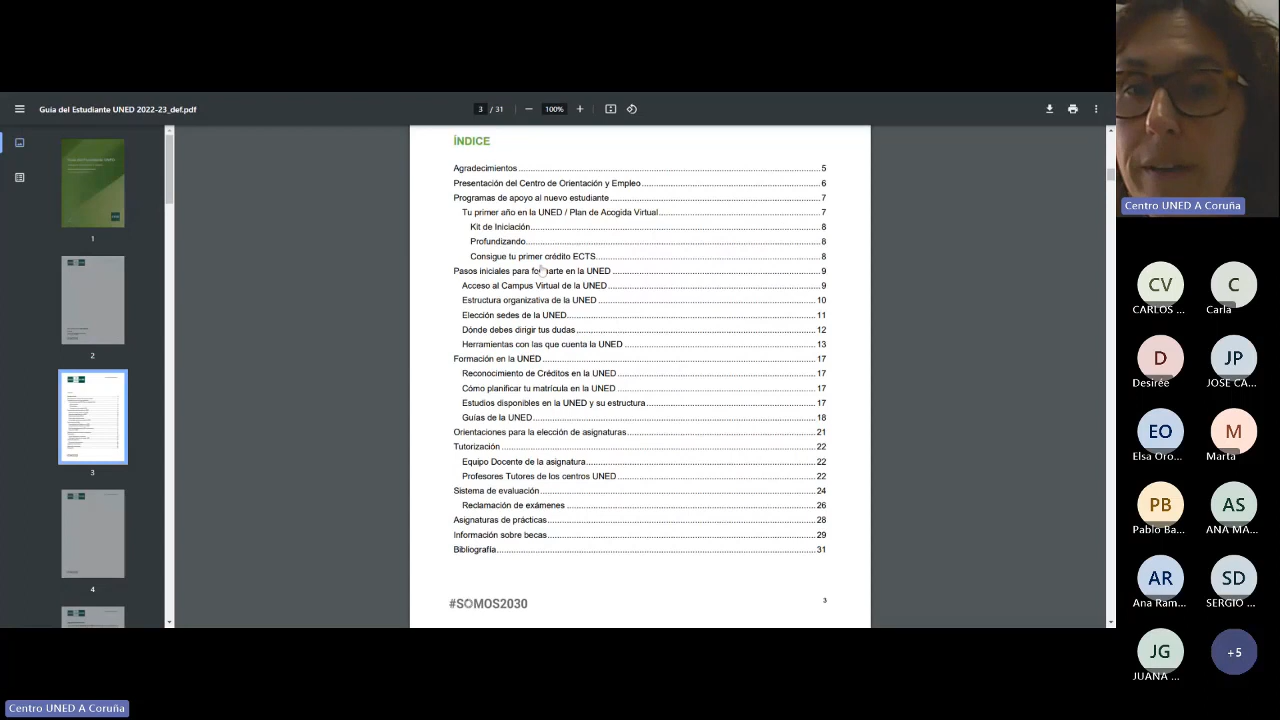 Guia del Estudiante UNED 2022-23_def.pdf
3 / 31
100%
1
2
3
4
ÍNDICE
Agradecimientos 5
Presentación del Centro de Orientación y Empleo 6
Programas de apoyo al nuevo estudiante 7
Tu primer año en la UNED / Plan de Acogida Virtual 7
Kit de Iniciación 8
Profundizando 8
Consigue tu primer crédito ECTS 8
Pasos iniciales para formarte en la UNED 9
Acceso al Campus Virtual de la UNED 9
Estructura organizativa de la UNED 10
Elección sedes de la UNED 11
Dónde debes dirigir tus dudas 12
Herramientas con las que cuenta la UNED 13
Formación en la UNED 17
Reconocimiento de Créditos en la UNED 17
Cómo planificar tu matrícula en la UNED 17
Estudios disponibles en la UNED y su estructura 17
Guías de la UNED 18
Orientaciones para la elección de asignaturas 21
Tutorización 22
Equipo Docente de la asignatura 22
Profesores Tutores de los centros UNED 22
Sistema de evaluación 24
Reclamación de exámenes 26
Asignaturas de prácticas 28
Información sobre becas 29
Bibliografía 31
#SOMOS2030
3
Centro UNED A Coruña
CV
CARLOS ...
C
Carla
D
Desirée
JP
JOSE CA...
EO
Elsa Oro...
M
Marta
PB
Pablo Ba...
AS
ANA MA...
AR
Ana Ram...
SD
SERGIO ...
JG
JUANA ...
+5
Centro UNED A Coruña